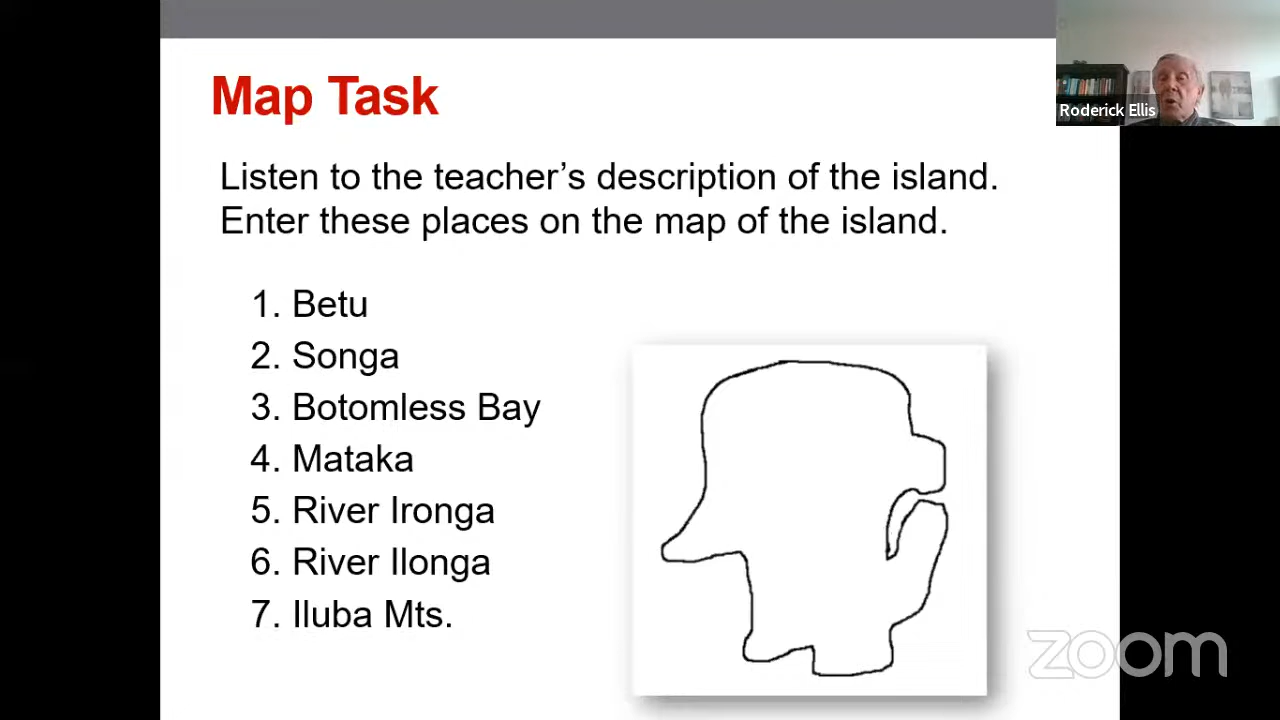 Map Task
Roderick Ellis
Listen to the teacher’s description of the island.
Enter these places on the map of the island.
1. Betu
2. Songa
3. Botomless Bay
4. Mataka
5. River Ironga
6. River Ilonga
7. Iluba Mts.
zoom